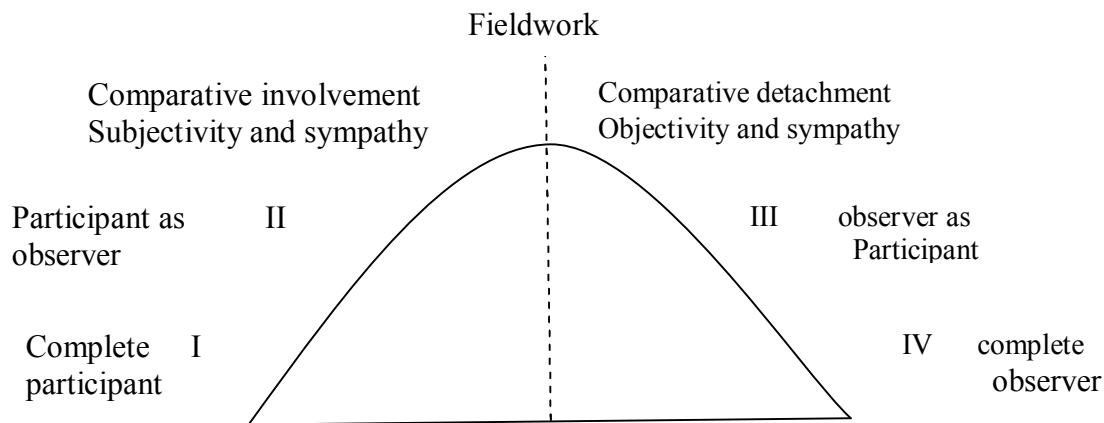 Fieldwork
Comparative involvement
Subjectivity and sympathy
Comparative detachment
Objectivity and sympathy
Participant as II
observer
III observer as
Participant
Complete I
participant
IV complete
observer